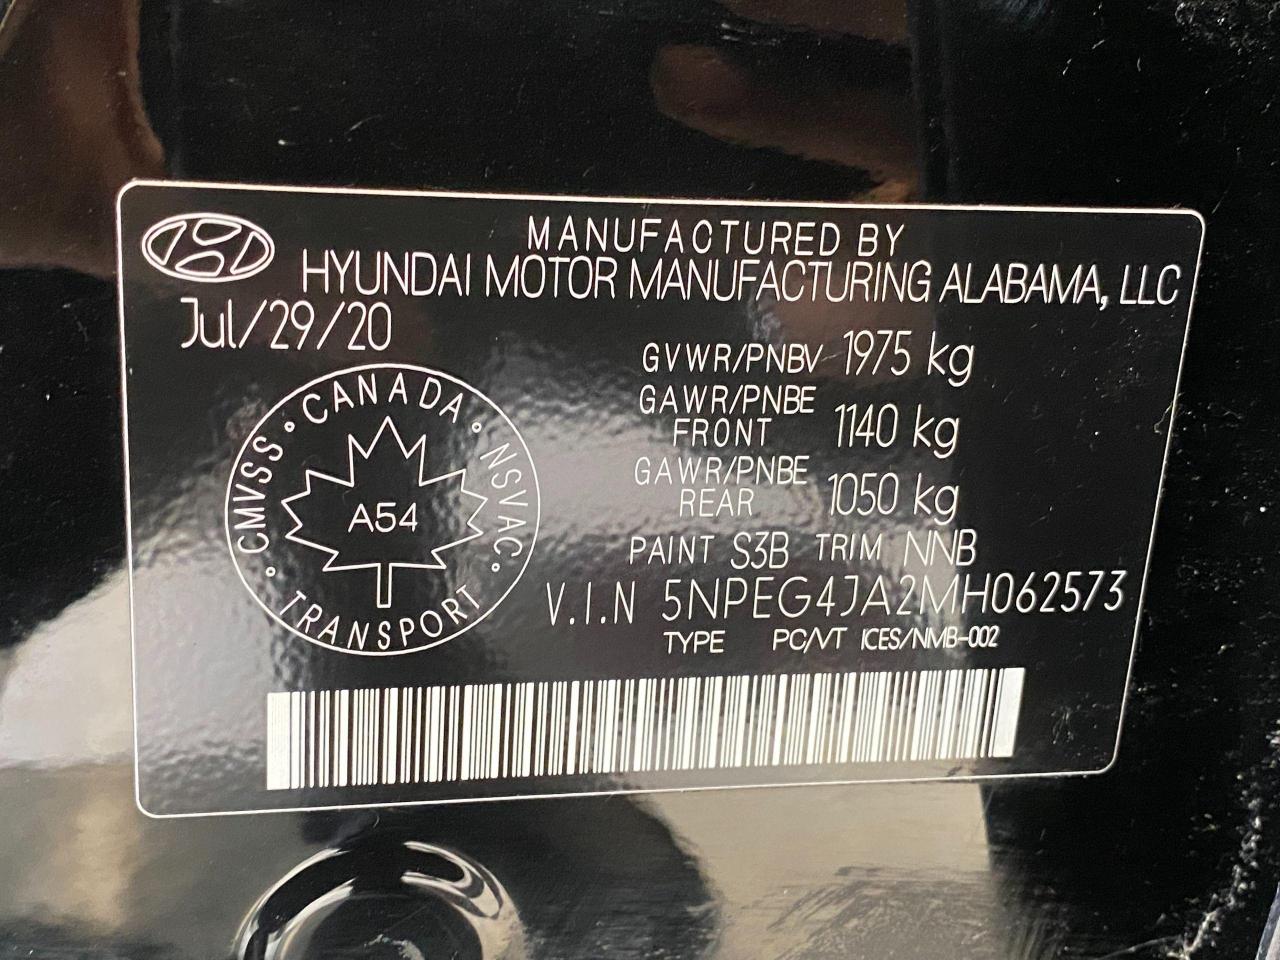 MANUFACTURED BY
HYUNDAI MOTOR MANUFACTURING ALABAMA, LLC
Jul/29/20
GVWR/PNBV 1975 kg
GAWR/PNBE
FRONT 1140 kg
GAWR/PNBE
REAR 1050 kg
CMVSS · CANADA · NSVAC · TRANSPORT ·
A54
PAINT S3B TRIM NNB
V.I.N 5NPEG4JA2MH062573
TYPE PC/VT ICES/NMB-002